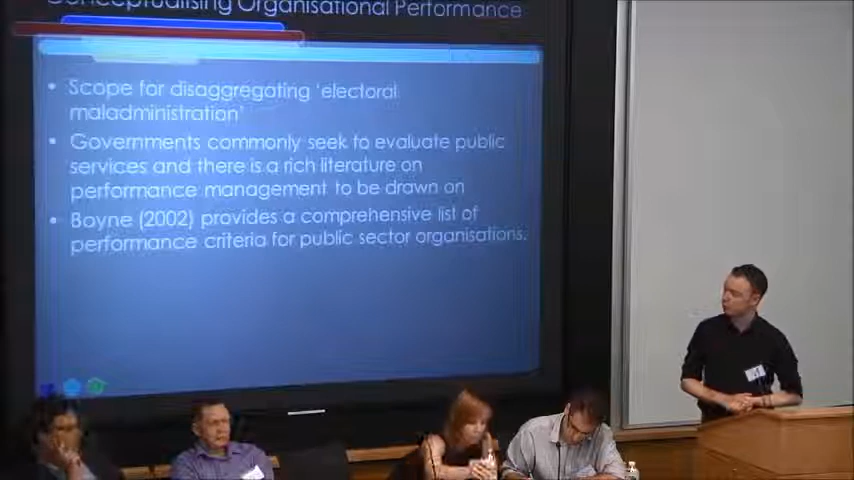 Conceptualising Organisational Performance
• Scope for disaggregating 'electoral
maladministration'
• Governments commonly seek to evaluate public
services and there is a rich literature on
performance management to be drawn on
• Boyne (2002) provides a comprehensive list of
performance criteria for public sector organisations.